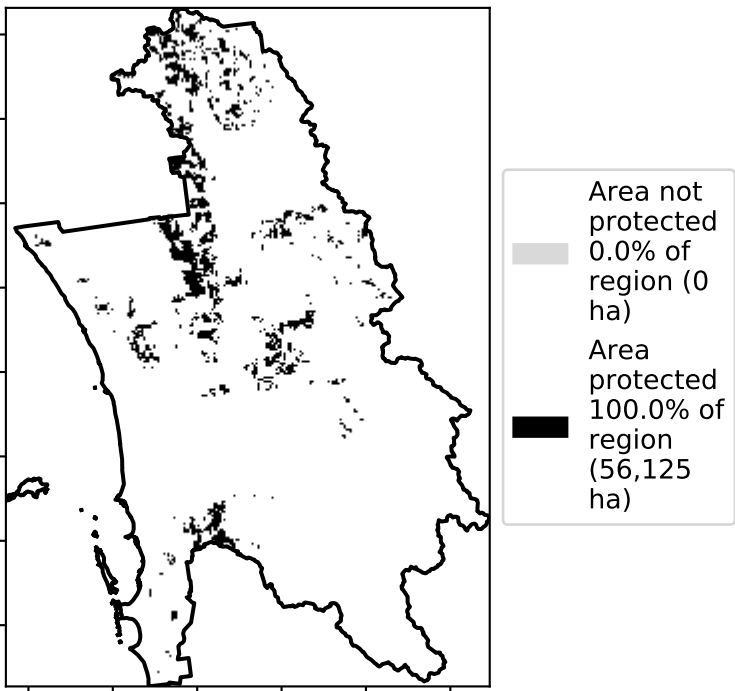 Area not
protected
0.0% of
region (0
ha)
Area
protected
100.0% of
region
(56,125
ha)